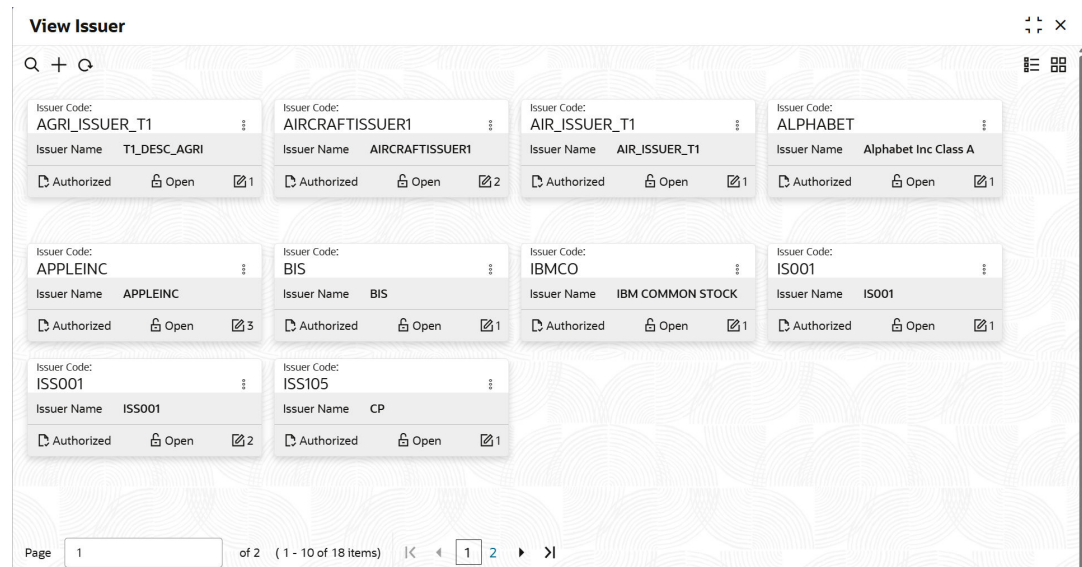 View Issuer
Issuer Code: Issuer Code: Issuer Code: Issuer Code:
AGRI_ISSUER_T1 AIRCRAFTISSUER1 AIR_ISSUER_T1 ALPHABET
Issuer Name T1_DESC_AGRI Issuer Name AIRCRAFTISSUER1 Issuer Name AIR_ISSUER_T1 Issuer Name Alphabet Inc Class A
Authorized Open 1 Authorized Open 2 Authorized Open 1 Authorized Open 1
Issuer Code: Issuer Code: Issuer Code: Issuer Code:
APPLEINC BIS IBMCO IS001
Issuer Name APPLEINC Issuer Name BIS Issuer Name IBM COMMON STOCK Issuer Name IS001
Authorized Open 3 Authorized Open 1 Authorized Open 1 Authorized Open 1
Issuer Code: Issuer Code:
ISS001 ISS105
Issuer Name ISS001 Issuer Name CP
Authorized Open 2 Authorized Open 1
Page 1 of 2 ( 1 - 10 of 18 items) 1 2